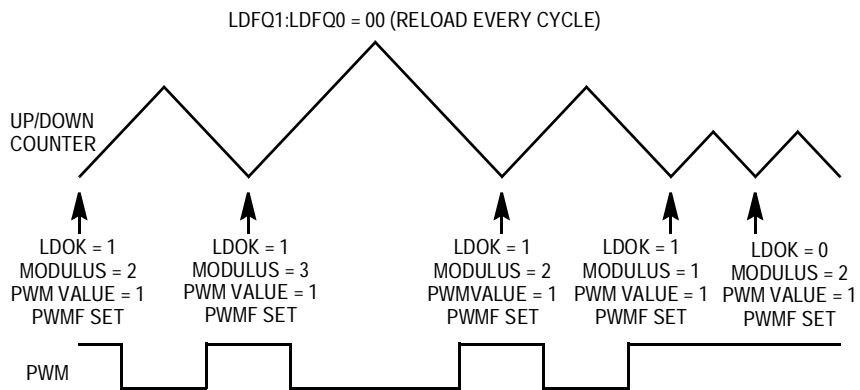 LDFQ1:LDFQ0 = 00 (RELOAD EVERY CYCLE)
UP/DOWN
COUNTER
LDOK = 1
MODULUS = 2
PWM VALUE = 1
PWMF SET
LDOK = 1
MODULUS = 3
PWM VALUE = 1
PWMF SET
LDOK = 1
MODULUS = 2
PWMVALUE = 1
PWMF SET
LDOK = 1
MODULUS = 1
PWM VALUE = 1
PWMF SET
LDOK = 0
MODULUS = 2
PWM VALUE = 1
PWMF SET
PWM